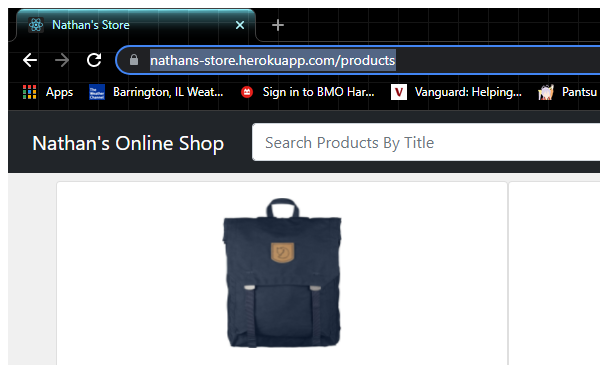 Nathan's Store
nathans-store.herokuapp.com/products
Apps Barrington, IL Weat... Sign in to BMO Har... V Vanguard: Helping... Pantsu
Nathan's Online Shop Search Products By Title